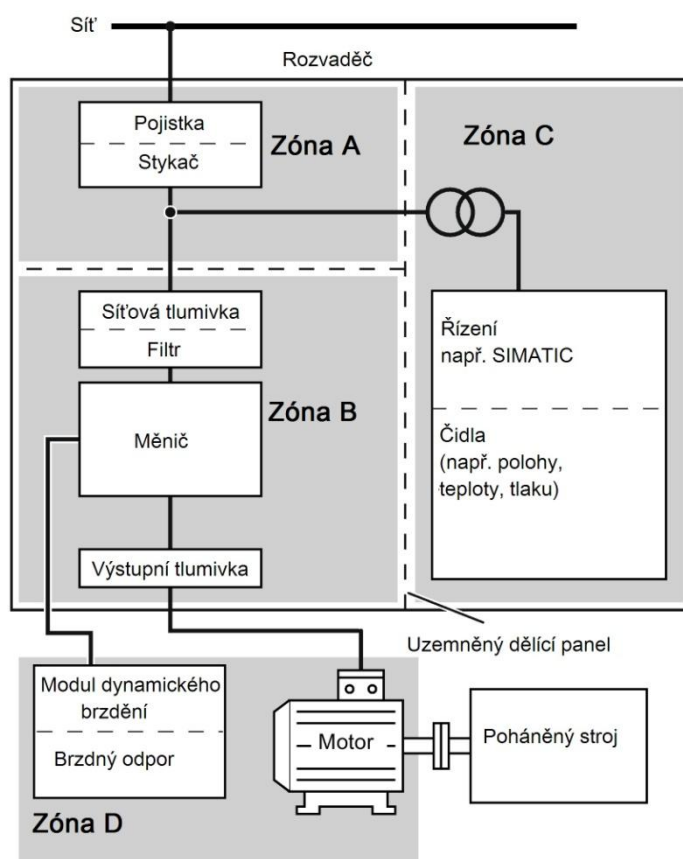 Síť
Rozvaděč
Pojistka
Stykač
Zóna A
Zóna C
Síťová tlumivka
Filtr
Zóna B
Měnič
Výstupní tlumivka
Řízení
např. SIMATIC
Čidla
(např. polohy,
teploty, tlaku)
Uzemněný dělící panel
Modul dynamického
brzdění
Brzdný odpor
Motor
Poháněný stroj
Zóna D